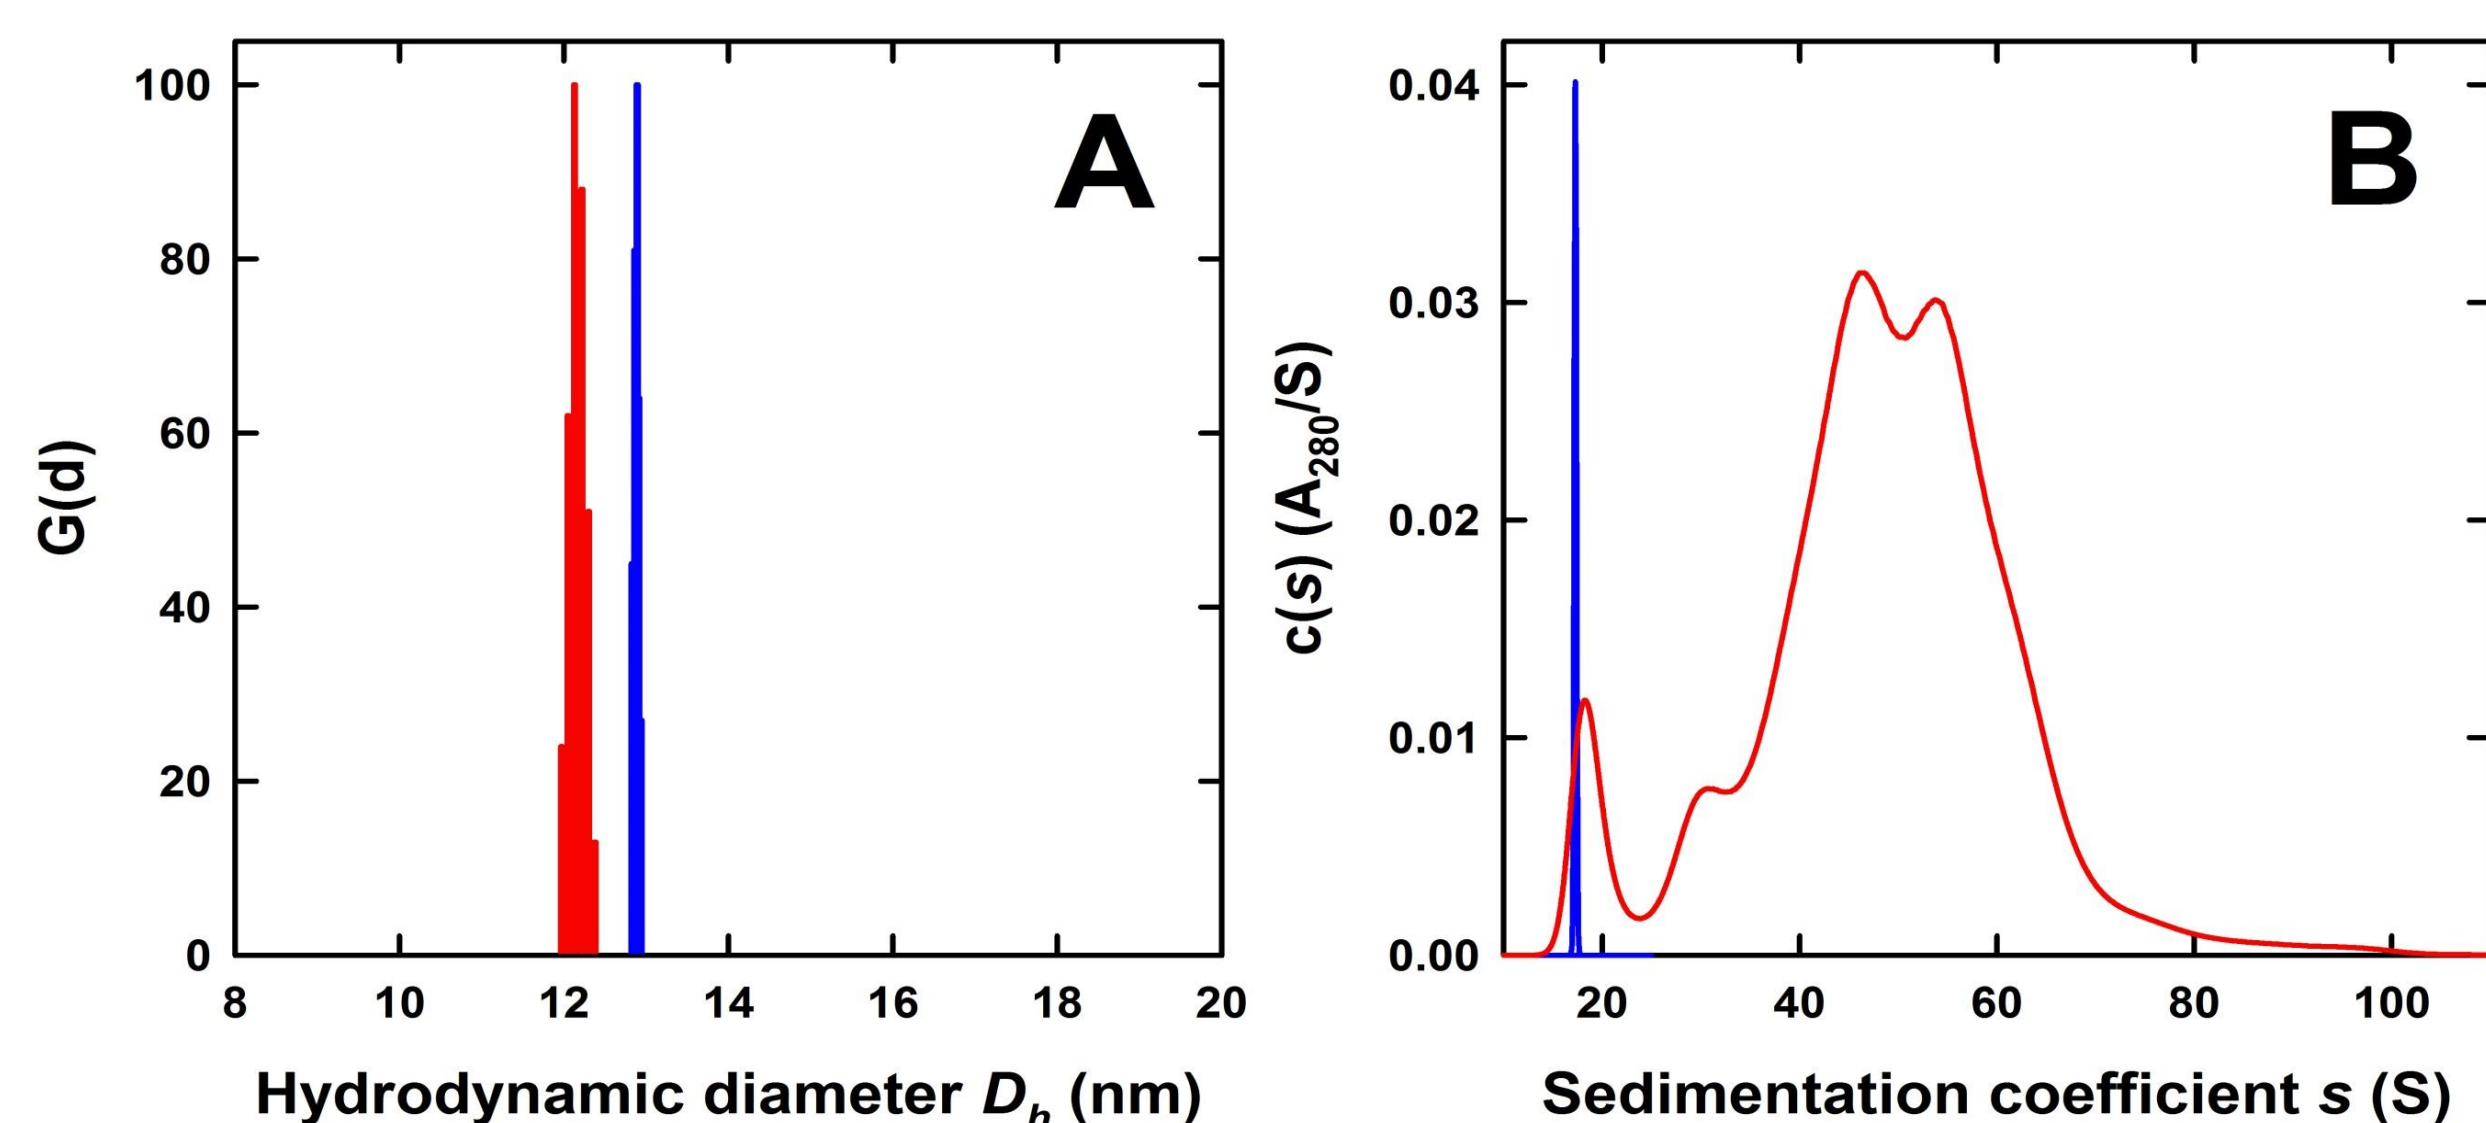 A
100
80
60
40
20
0
G(d)
8 10 12 14 16 18 20
Hydrodynamic diameter Dh (nm)
B
0.04
0.03
0.02
0.01
0.00
c(s) (A280/S)
20 40 60 80 100
Sedimentation coefficient s (S)